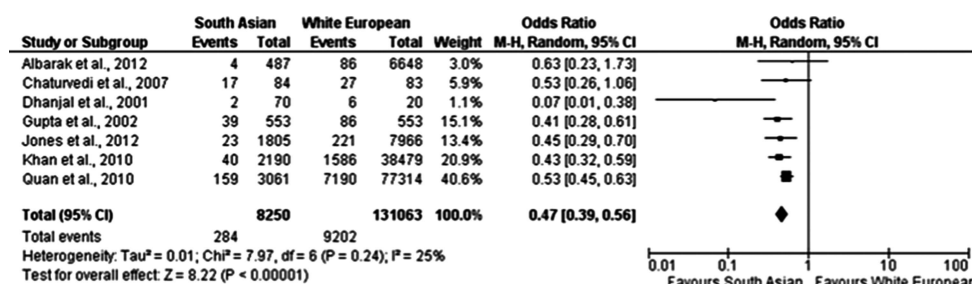 South Asian White European Odds Ratio Odds Ratio
Study or Subgroup Events Total Events Total Weight M-H, Random, 95% CI M-H, Random, 95% CI
Albarak et al., 2012 4 487 86 6648 3.0% 0.63 [0.23, 1.73]
Chaturvedi et al., 2007 17 84 27 83 5.9% 0.53 [0.26, 1.06]
Dhanjal et al., 2001 2 70 6 20 1.1% 0.07 [0.01, 0.38]
Gupta et al., 2002 39 553 86 553 15.1% 0.41 [0.28, 0.61]
Jones et al., 2012 23 1805 221 7966 13.4% 0.45 [0.29, 0.70]
Khan et al., 2010 40 2190 1586 38479 20.9% 0.43 [0.32, 0.59]
Quan et al., 2010 159 3061 7190 77314 40.6% 0.53 [0.45, 0.63]
Total (95% CI) 8250 131063 100.0% 0.47 [0.39, 0.56]
Total events 284 9202
Heterogeneity: Tau² = 0.01; Chi² = 7.97, df = 6 (P = 0.24); I² = 25%
Test for overall effect: Z = 8.22 (P < 0.00001)
0.01 0.1 1 10 100
Favours South Asian Favours White European